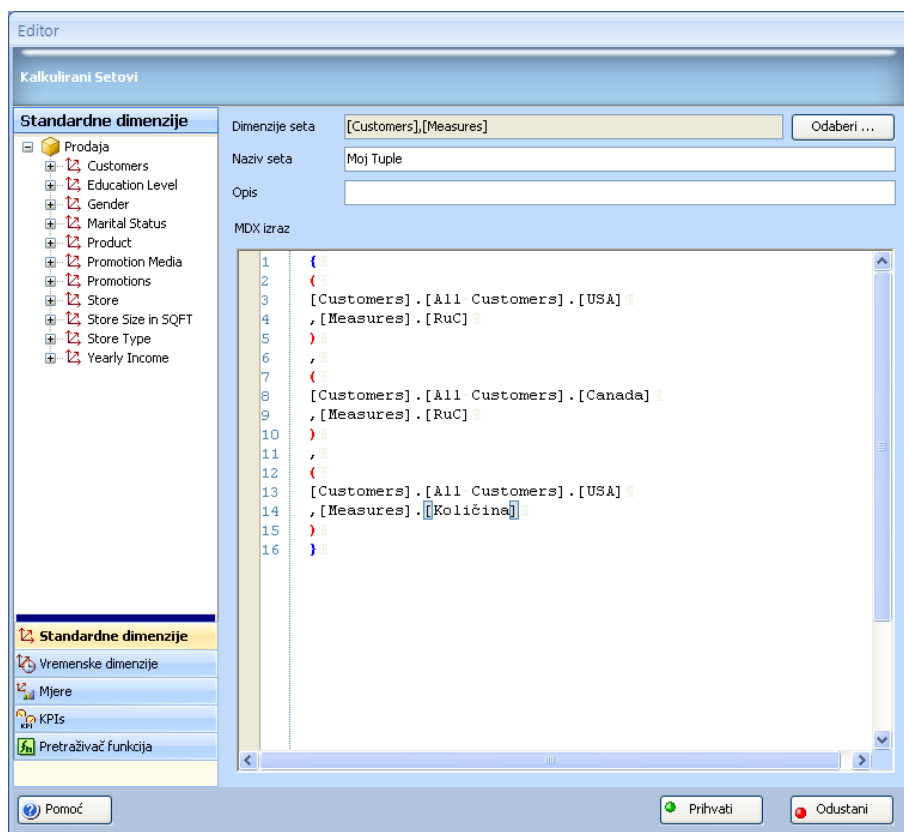 Editor
Kalkulirani Setovi
Standardne dimenzije
Prodaja
Customers
Education Level
Gender
Marital Status
Product
Promotion Media
Promotions
Store
Store Size in SQFT
Store Type
Yearly Income
Standardne dimenzije
Vremenske dimenzije
Mjere
KPI KPIs
fn Pretraživač funkcija
Dimenzije seta [Customers],[Measures] Odaberi ...
Naziv seta Moj Tuple
Opis
MDX izraz
1 {
2 (
3 [Customers].[All Customers].[USA]
4 ,[Measures].[RuC]
5 )
6 ,
7 (
8 [Customers].[All Customers].[Canada]
9 ,[Measures].[RuC]
10 )
11 ,
12 (
13 [Customers].[All Customers].[USA]
14 ,[Measures].[Količina]
15 )
16 }
? Pomoć Prihvati Odustani